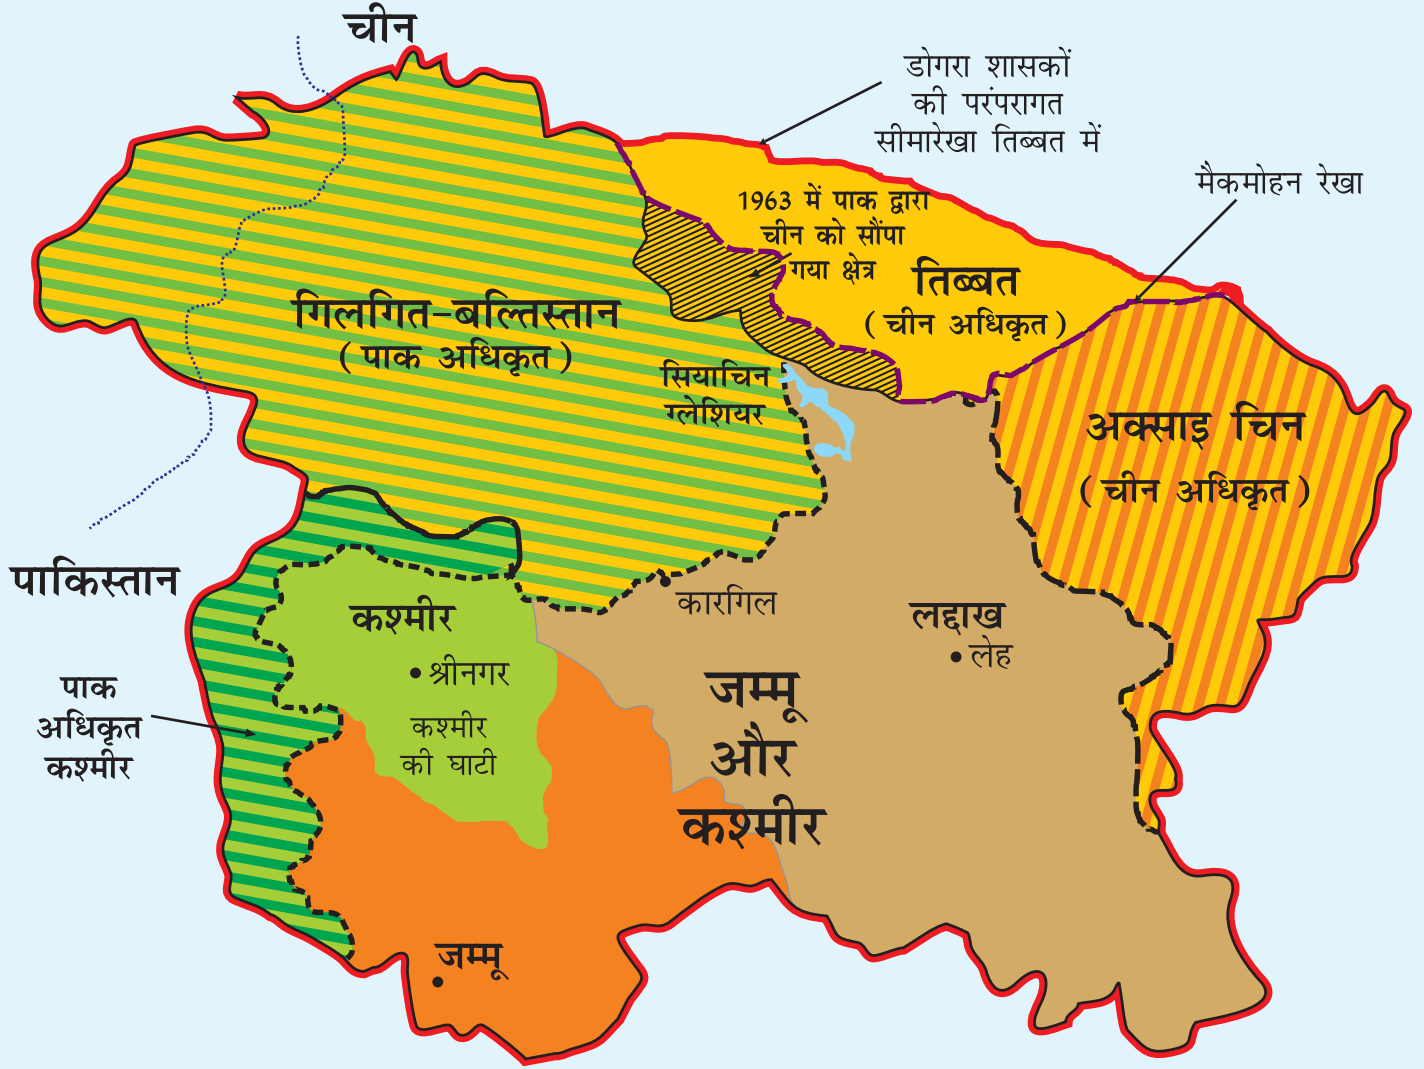 चीन
डोगरा शासकों
की परंपरागत
सीमारेखा तिब्बत में
मैकमोहन रेखा
1963 में पाक द्वारा
चीन को सौंपा
गया क्षेत्र
तिब्बत
( चीन अधिकृत )
गिलगित-बल्तिस्तान
( पाक अधिकृत )
सियाचिन
ग्लेशियर
अक्साइ चिन
( चीन अधिकृत )
पाकिस्तान
कारगिल
कश्मीर
लद्दाख
लेह
श्रीनगर
पाक
अधिकृत
कश्मीर
कश्मीर
की घाटी
जम्मू
और
कश्मीर
जम्मू